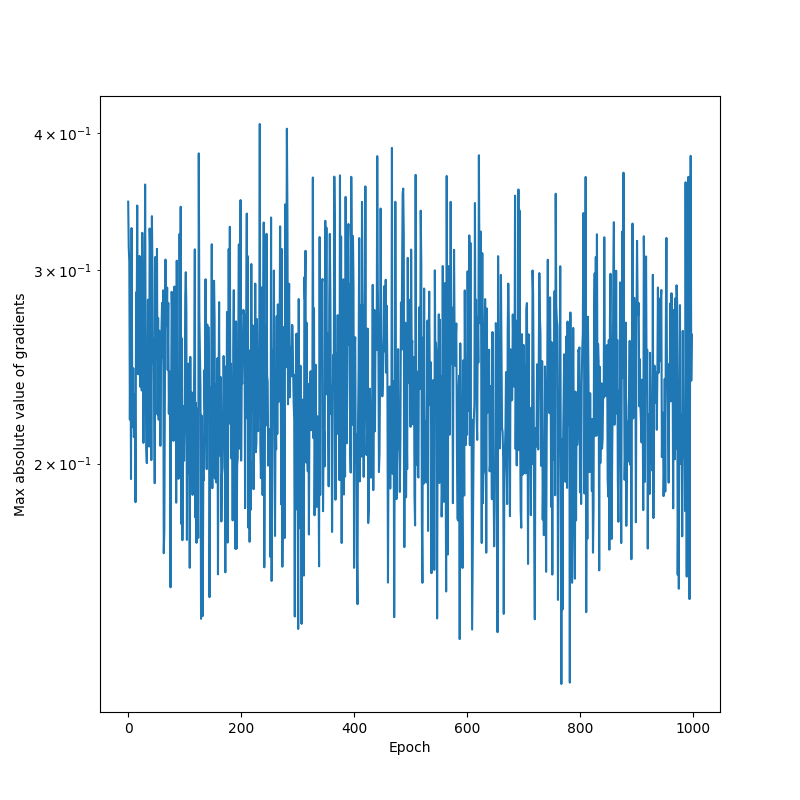 Max absolute value of gradients
4 × 10⁻¹
3 × 10⁻¹
2 × 10⁻¹
0 200 400 600 800 1000
Epoch